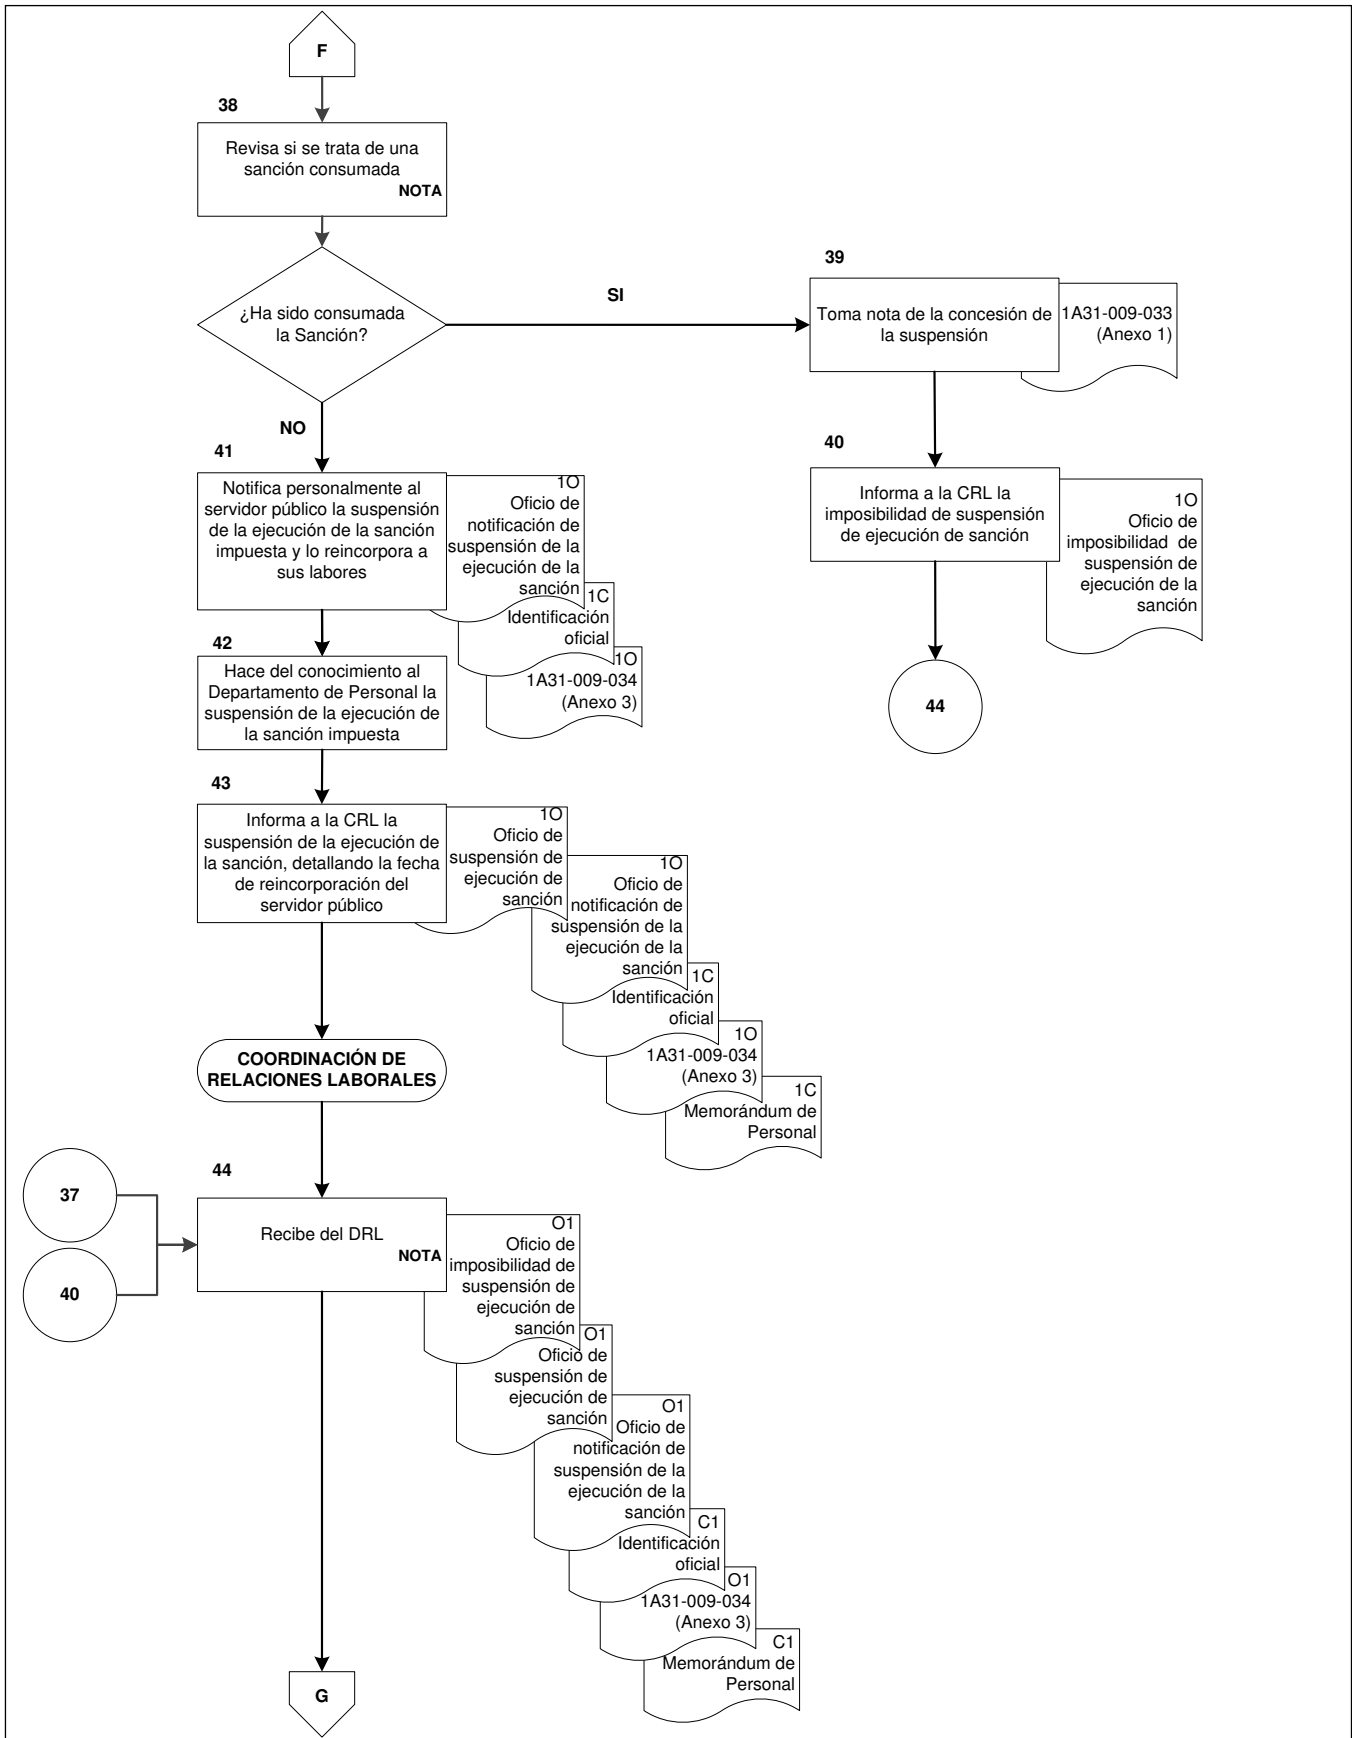 F
38
Revisa si se trata de una
sanción consumada
NOTA
¿Ha sido consumada
la Sanción?
SI
39
Toma nota de la concesión de
la suspensión
1A31-009-033
(Anexo 1)
NO
40
Informa a la CRL la
imposibilidad de suspensión
de ejecución de sanción
1O
Oficio de
imposibilidad de
suspensión de
ejecución de la
sanción
44
41
Notifica personalmente al
servidor público la suspensión
de la ejecución de la sanción
impuesta y lo reincorpora a
sus labores
1O
Oficio de
notificación de
suspensión de la
ejecución de la
sanción
1C
Identificación
oficial
1O
1A31-009-034
(Anexo 3)
42
Hace del conocimiento al
Departamento de Personal la
suspensión de la ejecución de
la sanción impuesta
43
Informa a la CRL la
suspensión de la ejecución de
la sanción, detallando la fecha
de reincorporación del
servidor público
1O
Oficio de
suspensión de
ejecución de
sanción
1O
Oficio de
notificación de
suspensión de la
ejecución de la
sanción
1C
Identificación
oficial
1O
1A31-009-034
(Anexo 3)
1C
Memorándum de
Personal
COORDINACIÓN DE
RELACIONES LABORALES
44
37
40
Recibe del DRL
NOTA
O1
Oficio de
imposibilidad de
suspensión de
ejecución de
sanción
O1
Oficio de
suspensión de
ejecución de
sanción
O1
Oficio de
notificación de
suspensión de la
ejecución de la
sanción
C1
Identificación
oficial
O1
1A31-009-034
(Anexo 3)
C1
Memorándum de
Personal
G